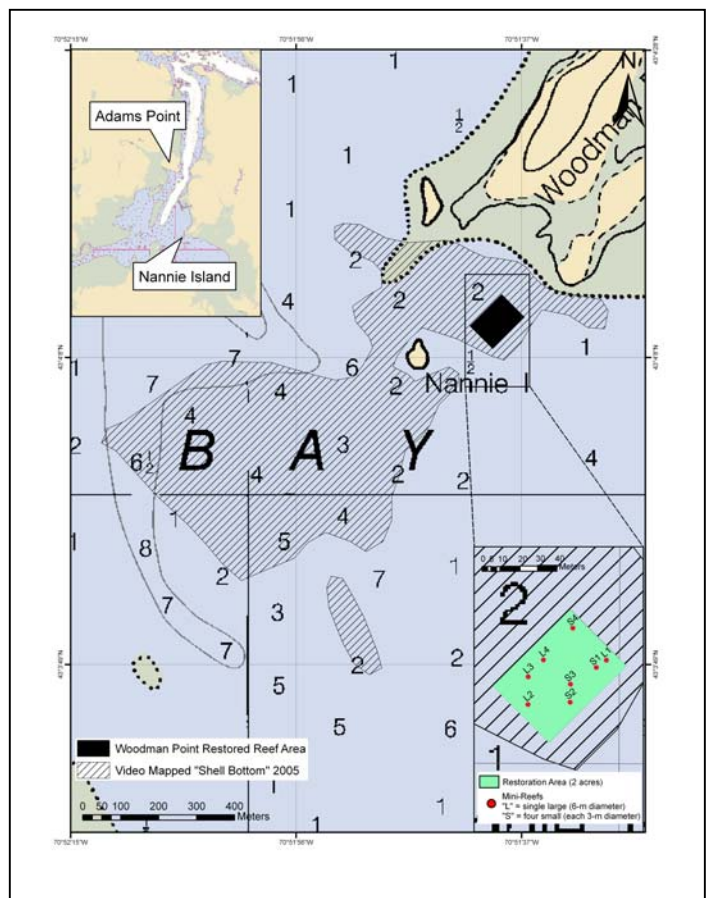 70°52'15"W 70°51'56"W 70°51'37"W
N
Adams Point
Nannie Island
Woodman
1
1
1
½
1
2
4
2
2
7
6
½
1
1
7
4
2
Nannie I
4
2
6½
B A Y
3
4
2
2
4
1
4
8
5
1
2
7
1
7
3
2
2
7
5
5
6
1
1
1
0 5 10 20 30 40
Meters
2
S4
L4
S1
L1
L3
S3
L2
S2
1
Restoration Area (2 acres)
Mini-Reefs
"L" = single large (6-m diameter)
"S" = four small (each 3-m diameter)
Woodman Point Restored Reef Area
Video Mapped "Shell Bottom" 2005
0 50 100 200 300 400
Meters
70°52'15"W 70°51'56"W 70°51'37"W